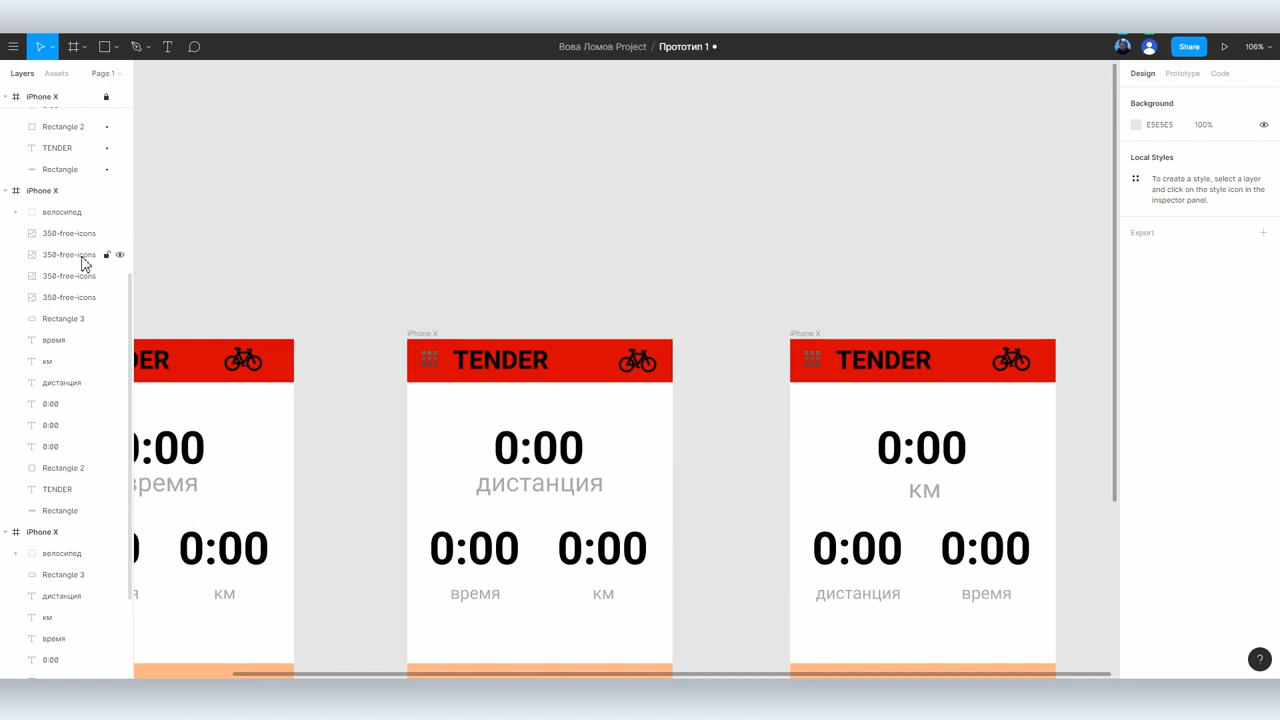 Вова Ломов Project / Протипол 1
Share
106%
Layers
Assets
Page 1
iPhone X
Rectangle 2
TENDER
Rectangle
iPhone X
велосипед
350-free-icons
350-free-icons
350-free-icons
350-free-icons
Rectangle 3
время
км
дистанция
0:00
0:00
0:00
Rectangle 2
TENDER
Rectangle
iPhone X
велосипед
Rectangle 3
дистанция
км
время
0:00
DER
:00
время
0:00
км
iPhone X
TENDER
0:00
дистанция
0:00 0:00
время км
iPhone X
TENDER
0:00
км
0:00 0:00
дистанция время
Design
Prototype
Code
Background
E5E5E5 100%
Local Styles
To create a style, select a layer
and click on the style icon in the
inspector panel.
Export
?